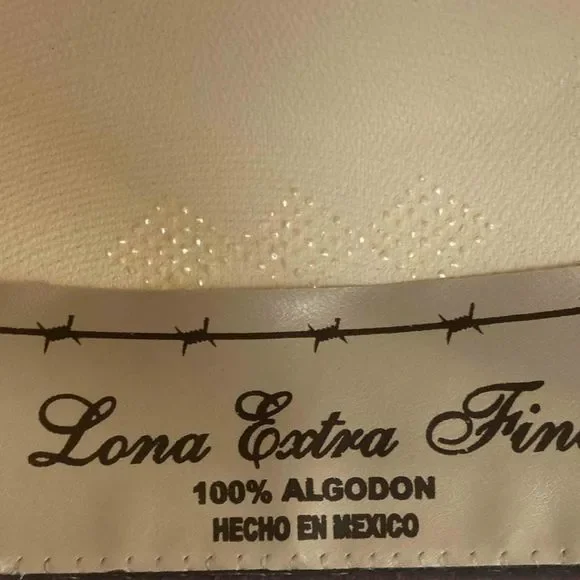 Lona Extra Fin
100% ALGODON
HECHO EN MEXICO